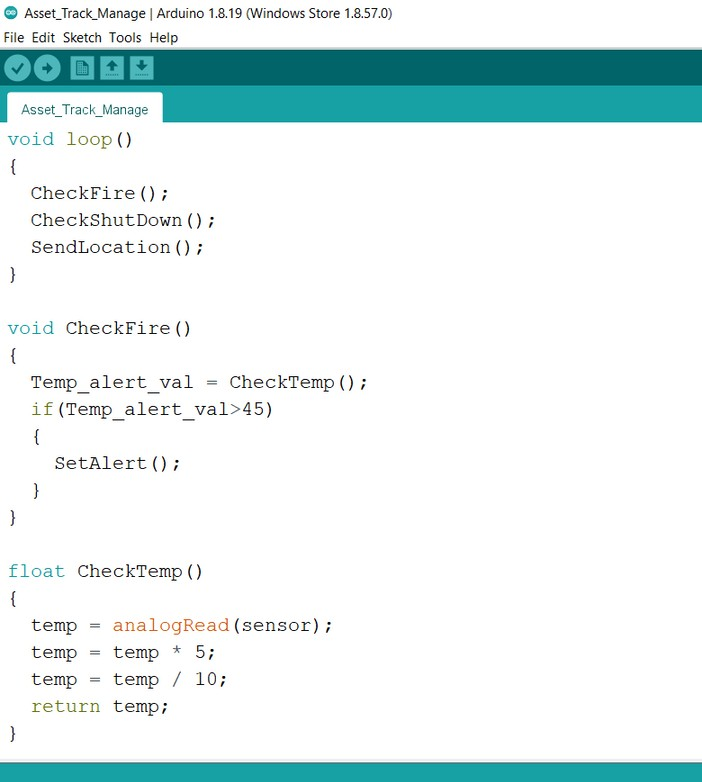 Asset_Track_Manage | Arduino 1.8.19 (Windows Store 1.8.57.0)
File Edit Sketch Tools Help
Asset_Track_Manage
void loop()
{
  CheckFire();
  CheckShutDown();
  SendLocation();
}
void CheckFire()
{
  Temp_alert_val = CheckTemp();
  if(Temp_alert_val>45)
  {
    SetAlert();
  }
}
float CheckTemp()
{
  temp = analogRead(sensor);
  temp = temp * 5;
  temp = temp / 10;
  return temp;
}